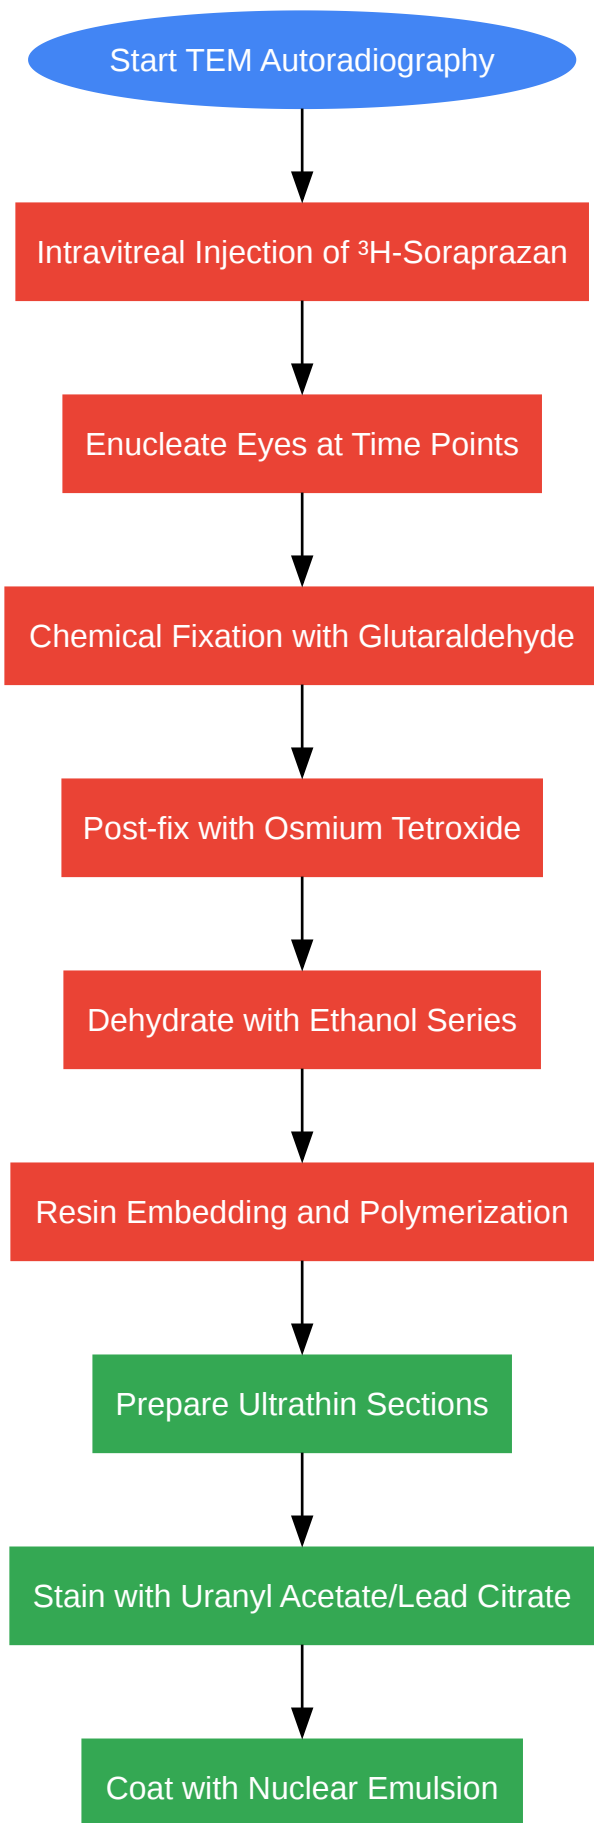 Start TEM Autoradiography
Intravitreal Injection of ³H-Soraprazan
Enucleate Eyes at Time Points
Chemical Fixation with Glutaraldehyde
Post-fix with Osmium Tetroxide
Dehydrate with Ethanol Series
Resin Embedding and Polymerization
Prepare Ultrathin Sections
Stain with Uranyl Acetate/Lead Citrate
Coat with Nuclear Emulsion